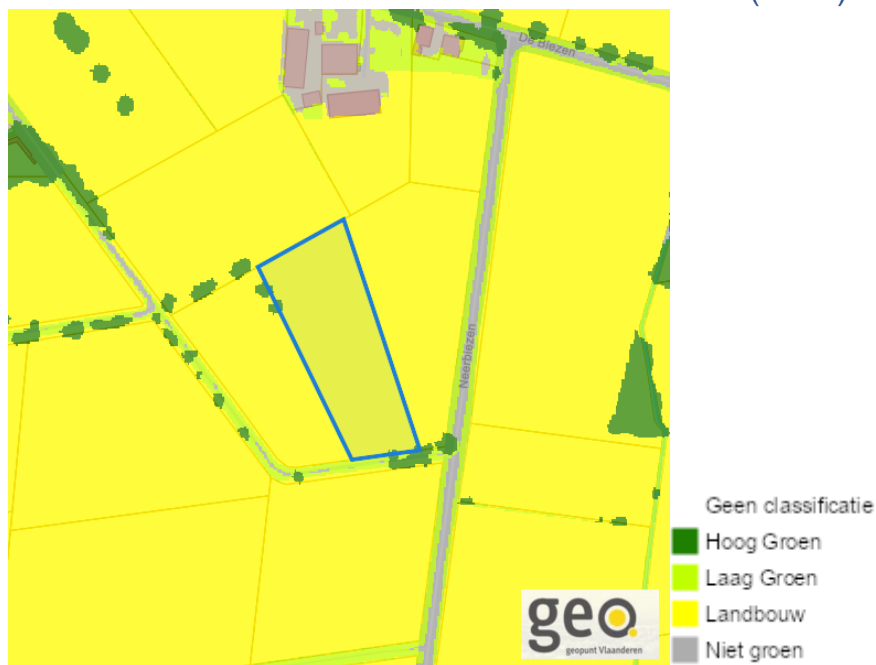 De Biezen
Neerbiezen
geo
geopunt Vlaanderen
Geen classificatie
Hoog Groen
Laag Groen
Landbouw
Niet groen